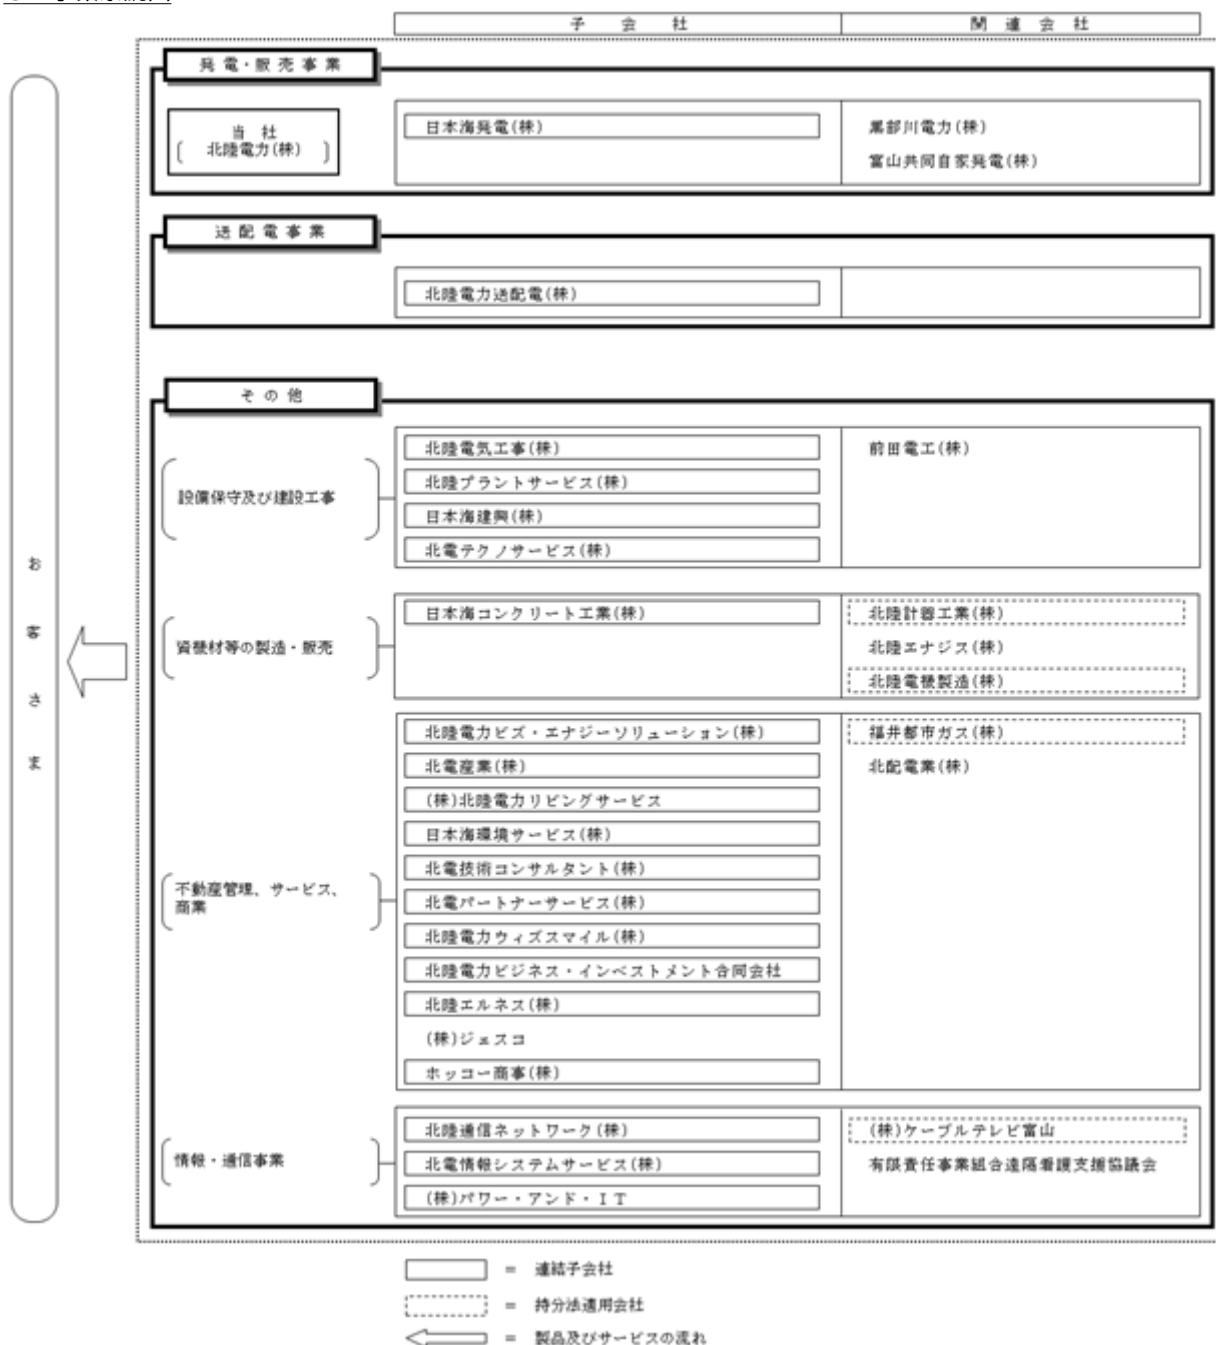 子 会 社
関 連 会 社
発 電・販 売 事 業
当 社
北陸電力(株)
日本海発電(株)
黒部川電力(株)
富山共同自家発電(株)
送 配 電 事 業
北陸電力送配電(株)
そ の 他
設備保守及び建設工事
北陸電気工事(株)
前田電工(株)
北陸プラントサービス(株)
日本海建興(株)
北電テクノサービス(株)
資機材等の製造・販売
日本海コンクリート工業(株)
北陸計器工業(株)
北陸エナジス(株)
北陸電機製造(株)
不動産管理、サービス、
商業
北陸電力ビズ・エナジーソリューション(株)
福井都市ガス(株)
北電産業(株)
北配電業(株)
(株)北陸電力リビングサービス
日本海環境サービス(株)
北電技術コンサルタント(株)
北電パートナーサービス(株)
北陸電力ウィズスマイル(株)
北陸電力ビジネス・インベストメント合同会社
北陸エルネス(株)
(株)ジェスコ
ホッコー商事(株)
情報・通信事業
北陸通信ネットワーク(株)
(株)ケーブルテレビ富山
北電情報システムサービス(株)
有限責任事業組合遠隔看護支援協議会
(株)パワー・アンド・IT
お 客 さ ま
= 連結子会社
= 持分法適用会社
= 製品及びサービスの流れ